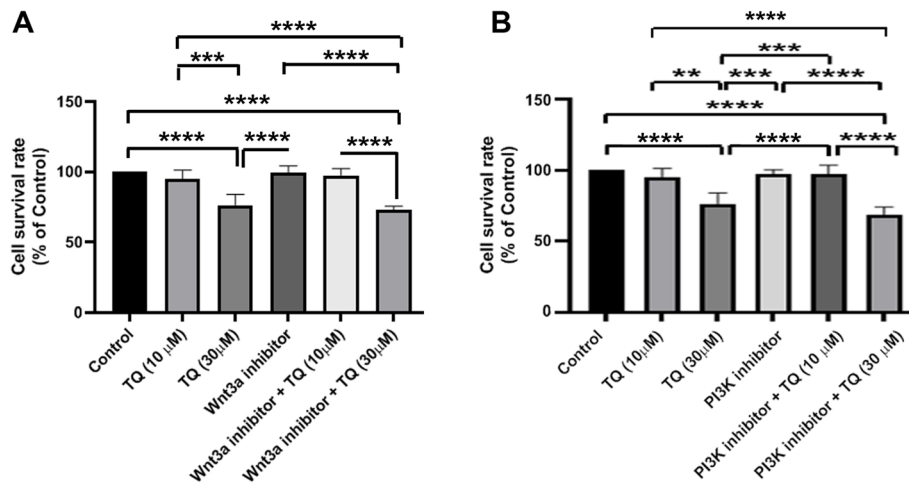 A
****
*** ****
****
**** **** ****
150
100
50
0
Cell survival rate
(% of Control)
Control
TQ (10 μM)
TQ (30μM)
Wnt3a inhibitor
Wnt3a inhibitor + TQ (10μM)
Wnt3a inhibitor + TQ (30μM)
B
****
***
** *** ****
****
**** **** ****
150
100
50
0
Cell survival rate
(% of Control)
Control
TQ (10μM)
TQ (30μM)
PI3K inhibitor
PI3K inhibitor + TQ (10 μM)
PI3K inhibitor + TQ (30 μM)